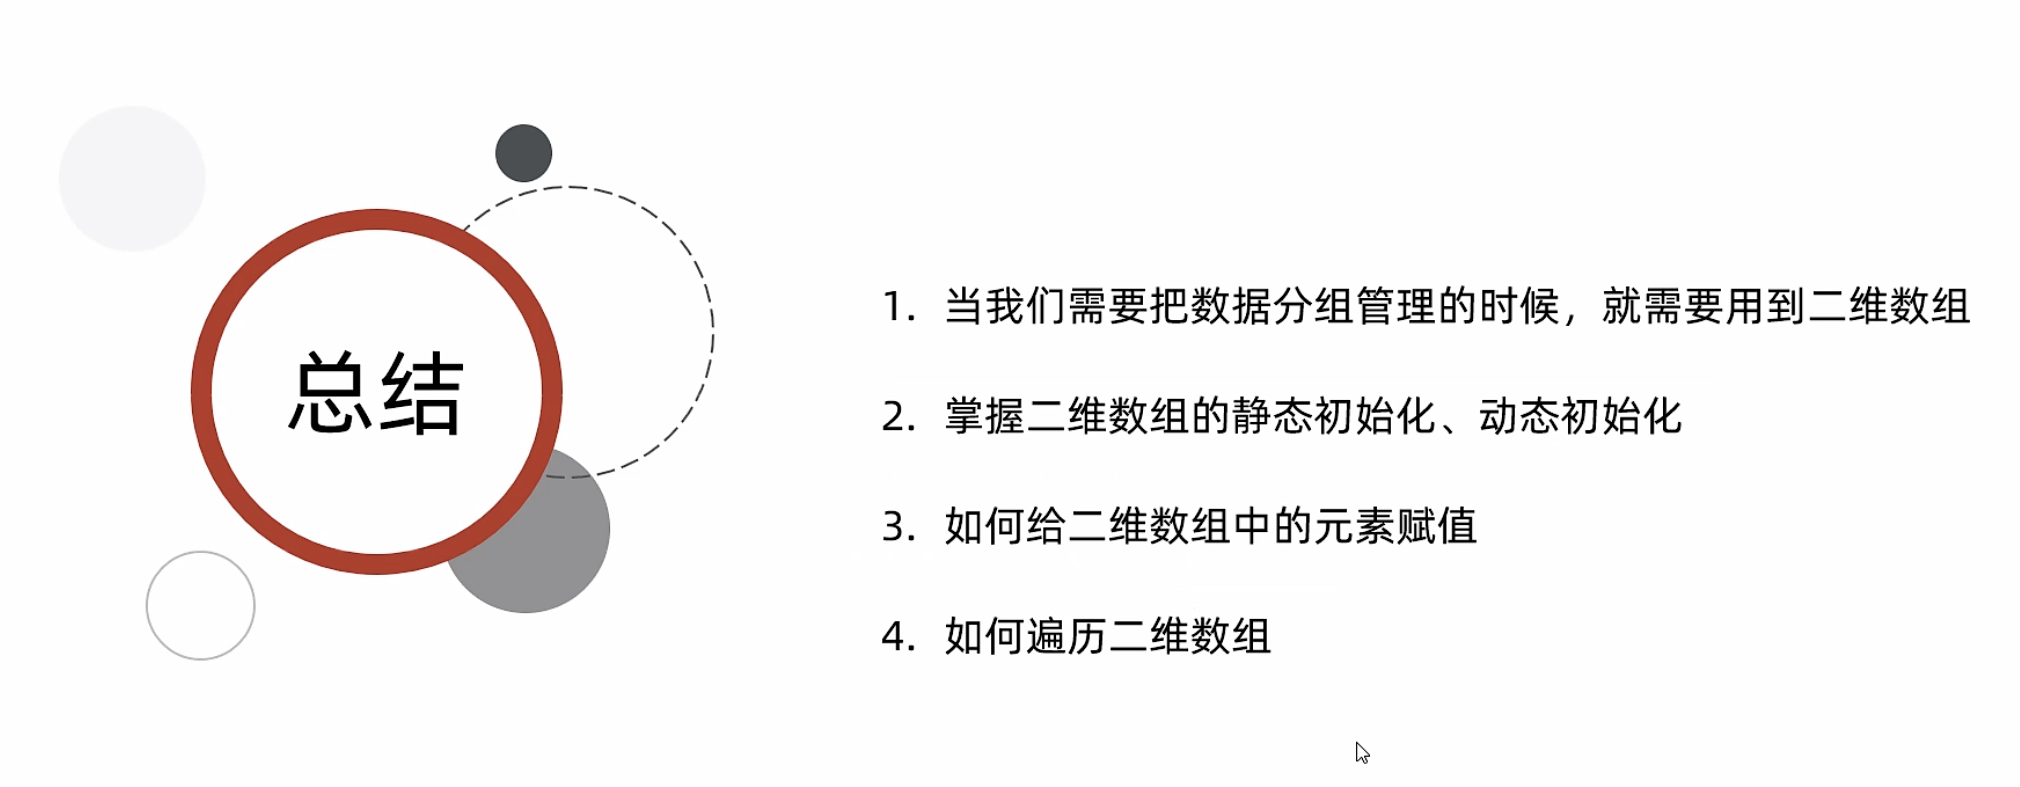 总结
1. 当我们需要把数据分组管理的时候，就需要用到二维数组
2. 掌握二维数组的静态初始化、动态初始化
3. 如何给二维数组中的元素赋值
4. 如何遍历二维数组